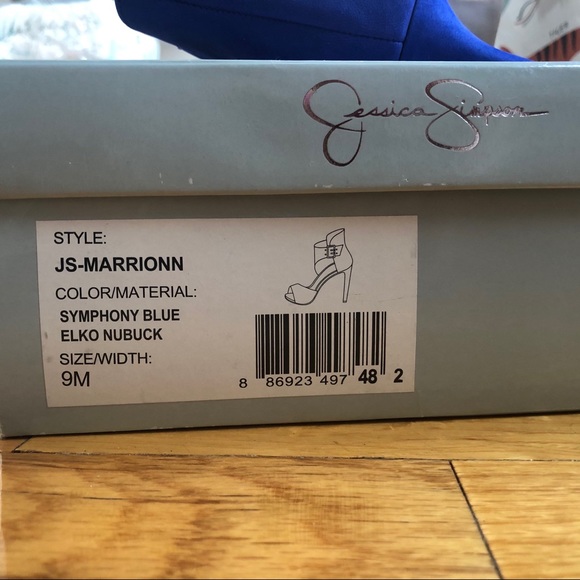 Jessica Simpson
STYLE:
JS-MARRIONN
COLOR/MATERIAL:
SYMPHONY BLUE
ELKO NUBUCK
SIZE/WIDTH:
9M
8 86923 497 48 2